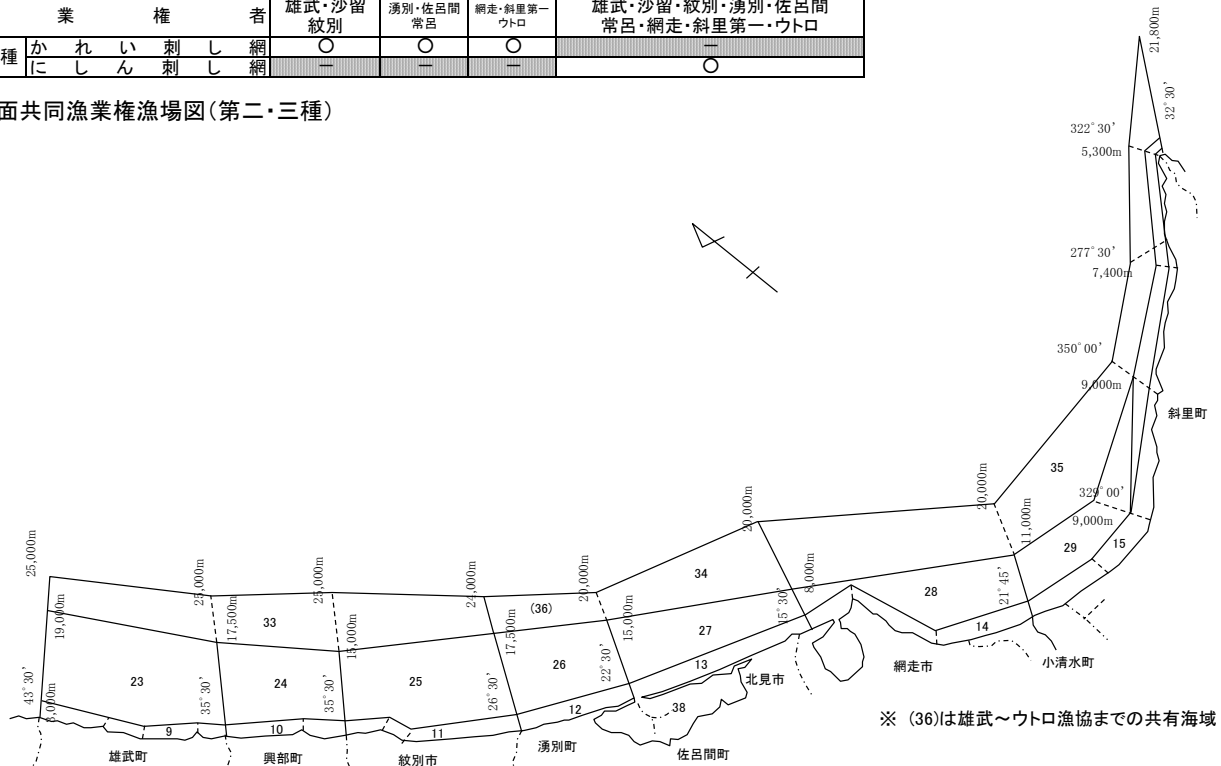 業 権 者 雄武・沙留 紋別 湧別・佐呂間 常呂 網走・斜里第一 ウトロ 雄武・沙留・紋別・湧別・佐呂間 常呂・網走・斜里第一・ウトロ
種 かれい刺し網 ○ ○ ○ －
にしん刺し網 － － － ○
面共同漁業権漁場図(第二・三種)
21,800m
32°30'
322°30'
5,300m
277°30'
7,400m
350°00'
9,000m
斜里町
35
329°00'
9,000m
20,000m
11,000m
20,000m
29
15
34
8,000m
28
21°45'
25,000m
25,000m
25,000m
24,000m
20,000m
19,000m
17,500m
33
15,000m
(36)
17,500m
15,000m
15°30'
27
14
23
24
25
26
22°30'
13
北見市
網走市
小清水町
43°30'
3,000m
35°30'
35°30'
26°30'
12
38
9
10
11
※ (36)は雄武～ウトロ漁協までの共有海域
雄武町
興部町
紋別市
湧別町
佐呂間町